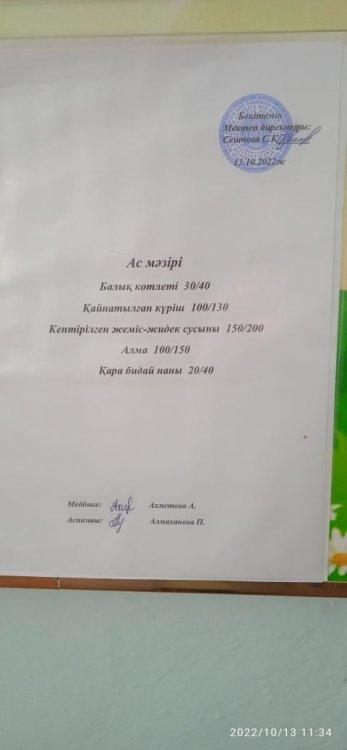 Бекітемін
Мектеп директоры:
Сеитова С.К
13.10.2022ж
Ас мәзірі
Балық котлеті 30/40
Қайнатылған күріш 100/130
Кептірілген жеміс-жидек сусыны 150/200
Алма 100/150
Қара бидай наны 20/40
Медбике: Ахметова А.
Аспазшы: Алмаханова П.
2022/10/13 11:34